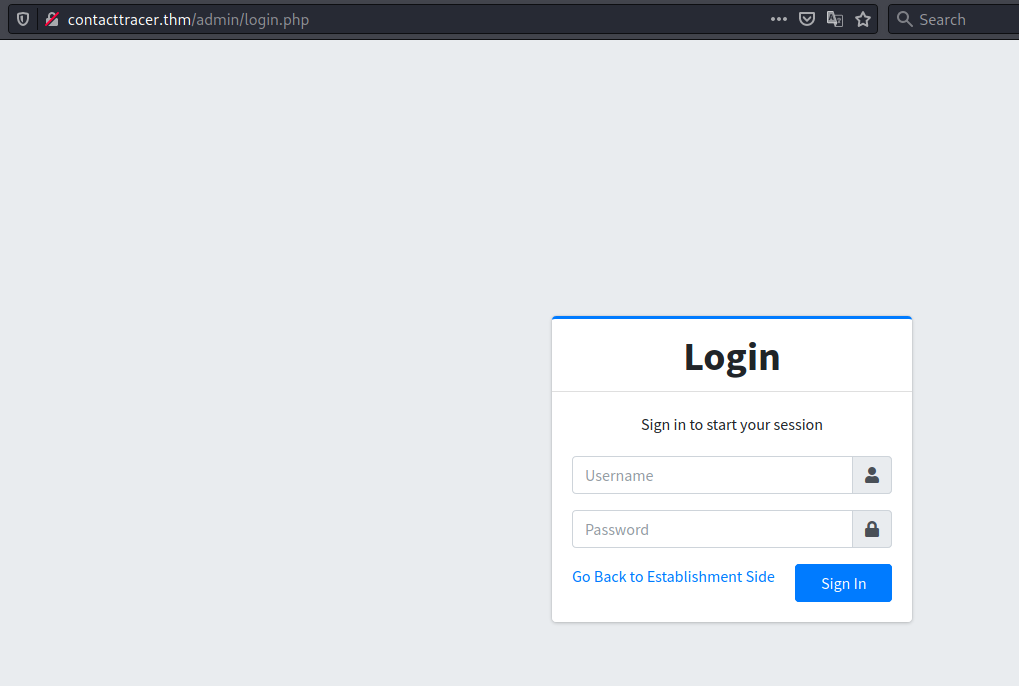 contacttracer.thm/admin/login.php
Search
Login
Sign in to start your session
Username
Password
Go Back to Establishment Side
Sign In